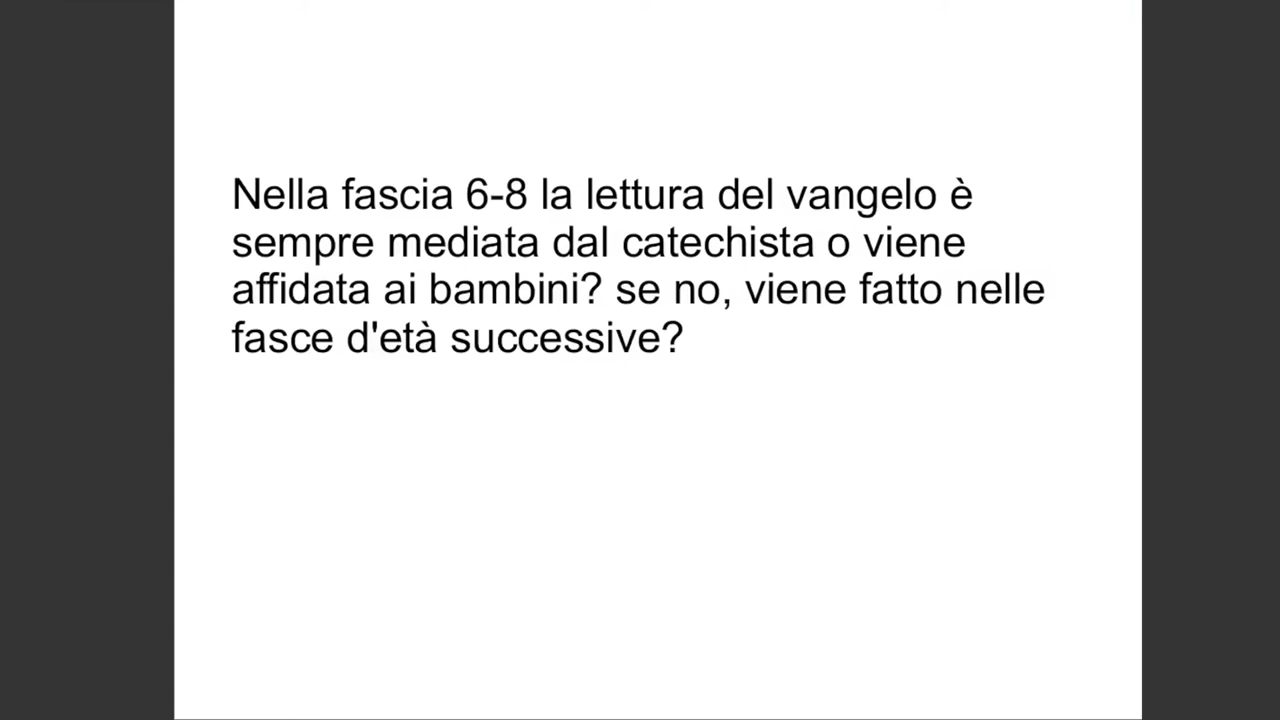 Nella fascia 6-8 la lettura del vangelo è
sempre mediata dal catechista o viene
affidata ai bambini? se no, viene fatto nelle
fasce d'età successive?